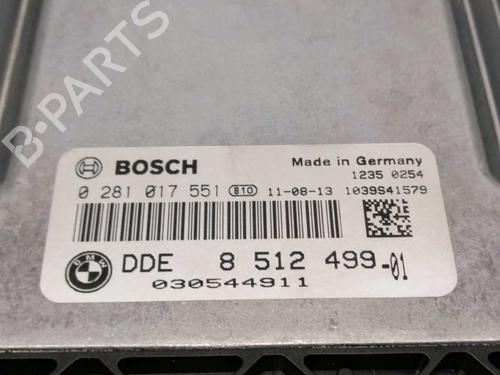 B-PARTS
BOSCH
Made in Germany
1235 0254
0 281 017 551 810 11-08-13 1039S41579
BMW
DDE 8 512 499-01
030544911